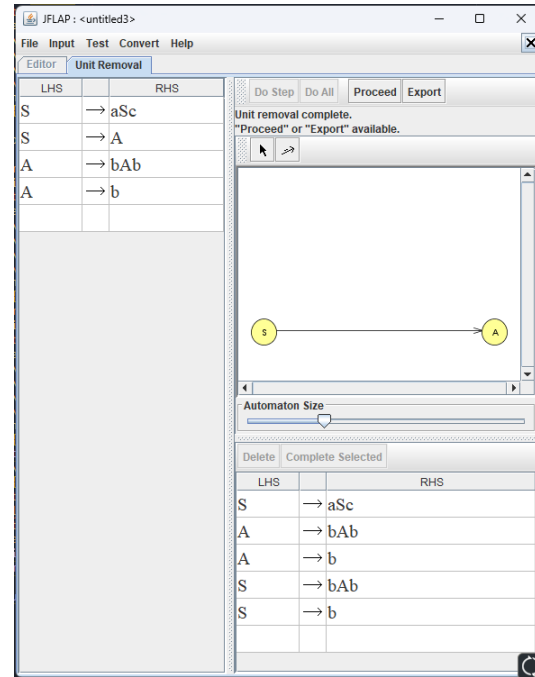 JFLAP : <untitled3>
File Input Test Convert Help
Editor Unit Removal
LHS RHS
S → aSc
S → A
A → bAb
A → b
Do Step Do All Proceed Export
Unit removal complete.
"Proceed" or "Export" available.
S A
Automaton Size
Delete Complete Selected
LHS RHS
S → aSc
A → bAb
A → b
S → bAb
S → b